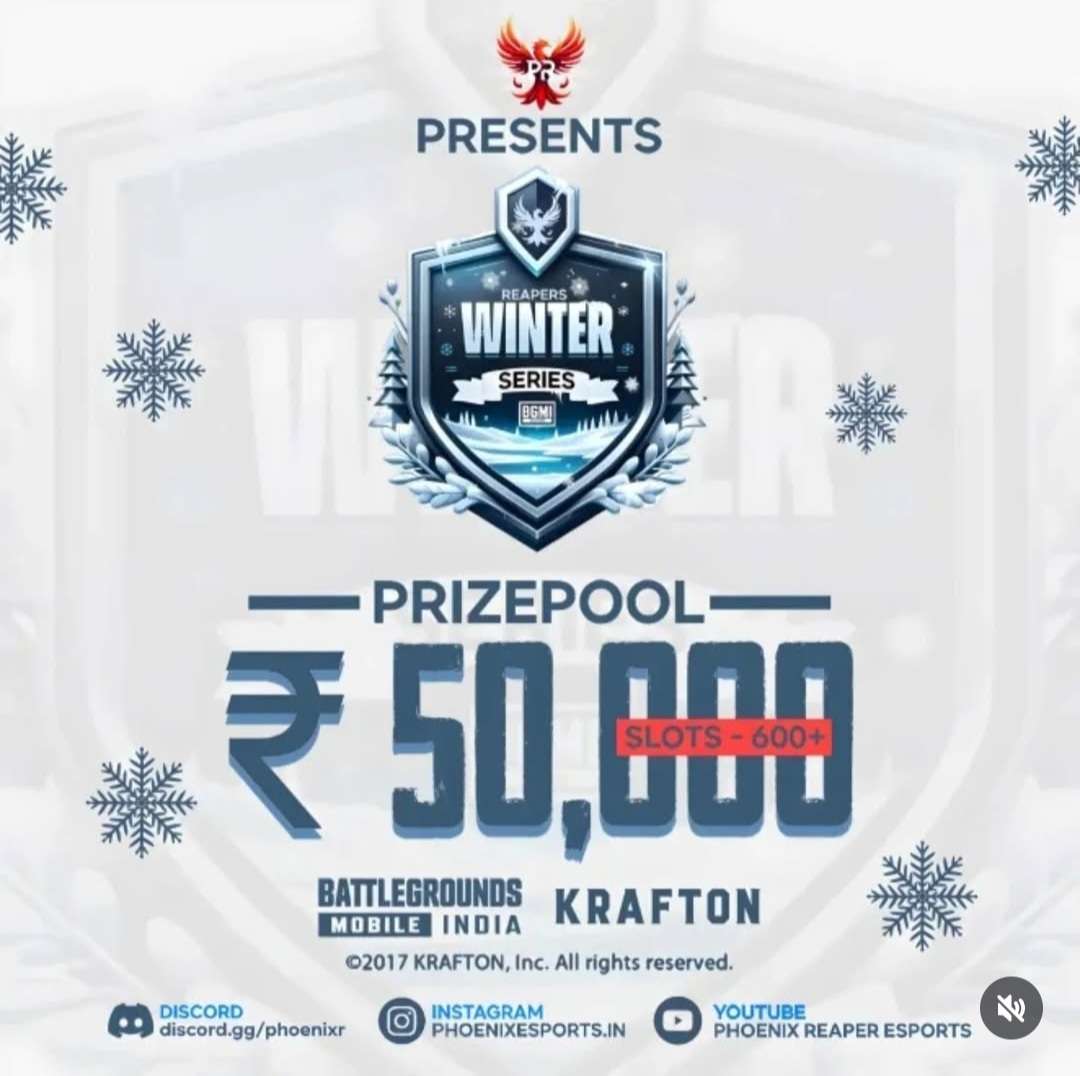 PR
PRESENTS
REAPERS
WINTER
SERIES
BGMI
PRIZEPOOL
₹ 50,000
SLOTS - 600+
BATTLEGROUNDS
MOBILE INDIA
KRAFTON
©2017 KRAFTON, Inc. All rights reserved.
DISCORD
discord.gg/phoenixr
INSTAGRAM
PHOENIXESPORTS.IN
YOUTUBE
PHOENIX REAPER ESPORTS